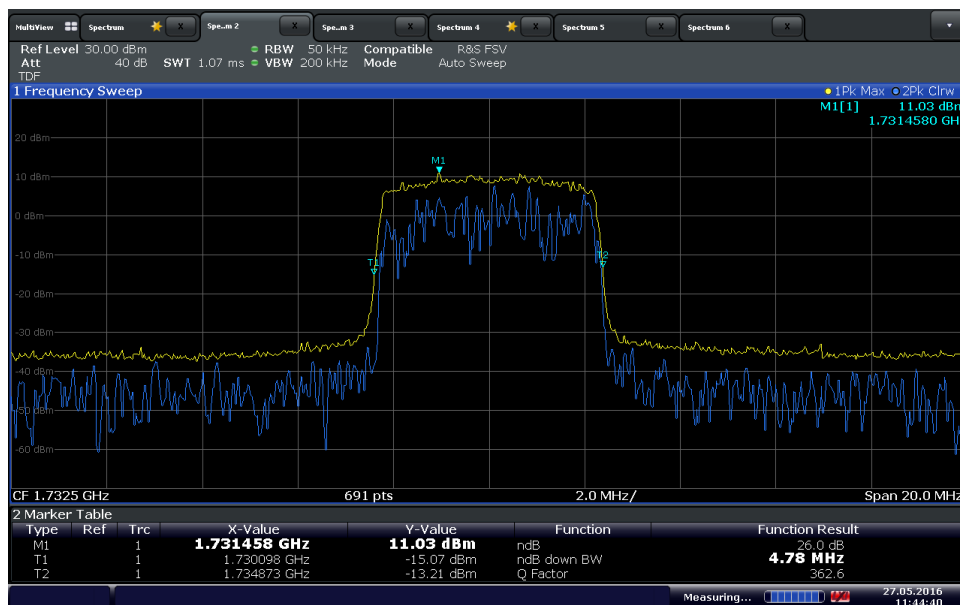 MultiView Spectrum X Spe...m 2 X Spe...m 3 X Spectrum 4 X Spectrum 5 X Spectrum 6 X
Ref Level 30.00 dBm RBW 50 kHz Compatible R&S FSV
Att 40 dB SWT 1.07 ms VBW 200 kHz Mode Auto Sweep
TDF
1 Frequency Sweep 1Pk Max 2Pk Clrw
M1[1] 11.03 dBm
1.7314580 GH
20 dBm
M1
10 dBm
0 dBm
-10 dBm
T1 T2
-20 dBm
-30 dBm
-40 dBm
-50 dBm
-60 dBm
CF 1.7325 GHz 691 pts 2.0 MHz/ Span 20.0 MHz
2 Marker Table
Type Ref Trc X-Value Y-Value Function Function Result
M1 1 1.731458 GHz 11.03 dBm ndB 26.0 dB
T1 1 1.730098 GHz -15.07 dBm ndB down BW 4.78 MHz
T2 1 1.734873 GHz -13.21 dBm Q Factor 362.6
Measuring... 27.05.2016
11:44:40